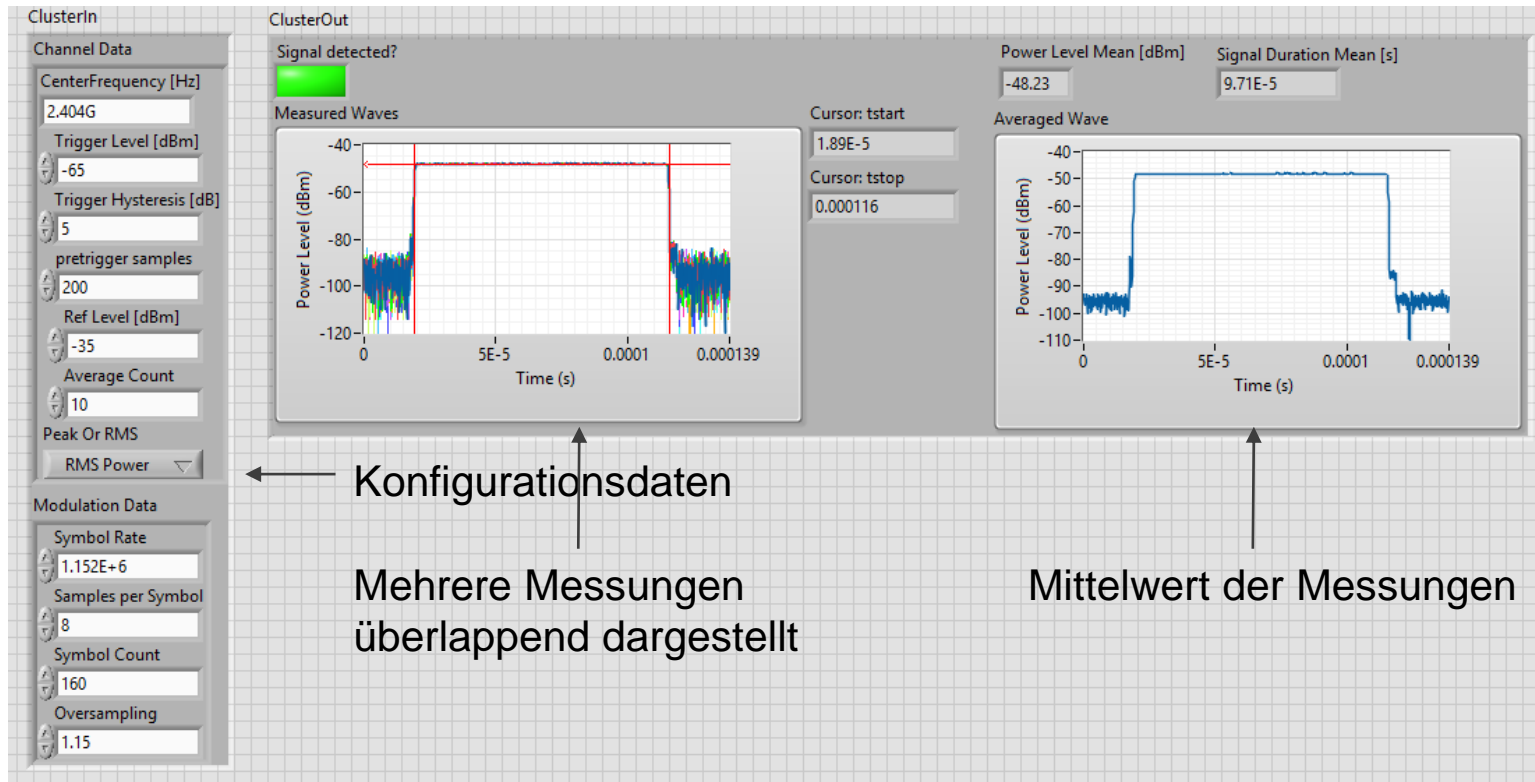 ClusterIn
Channel Data
CenterFrequency [Hz]
2.404G
Trigger Level [dBm]
-65
Trigger Hysteresis [dB]
5
pretrigger samples
200
Ref Level [dBm]
-35
Average Count
10
Peak Or RMS
RMS Power
Modulation Data
Symbol Rate
1.152E+6
Samples per Symbol
8
Symbol Count
160
Oversampling
1.15
ClusterOut
Signal detected?
Measured Waves
-40
-60
-80
-100
-120
Power Level (dBm)
0 5E-5 0.0001 0.000139
Time (s)
Cursor: tstart
1.89E-5
Cursor: tstop
0.000116
Power Level Mean [dBm]
-48.23
Signal Duration Mean [s]
9.71E-5
Averaged Wave
-40
-50
-60
-70
-80
-90
-100
-110
Power Level (dBm)
0 5E-5 0.0001 0.000139
Time (s)
Konfigurationsdaten
Mehrere Messungen
überlappend dargestellt
Mittelwert der Messungen